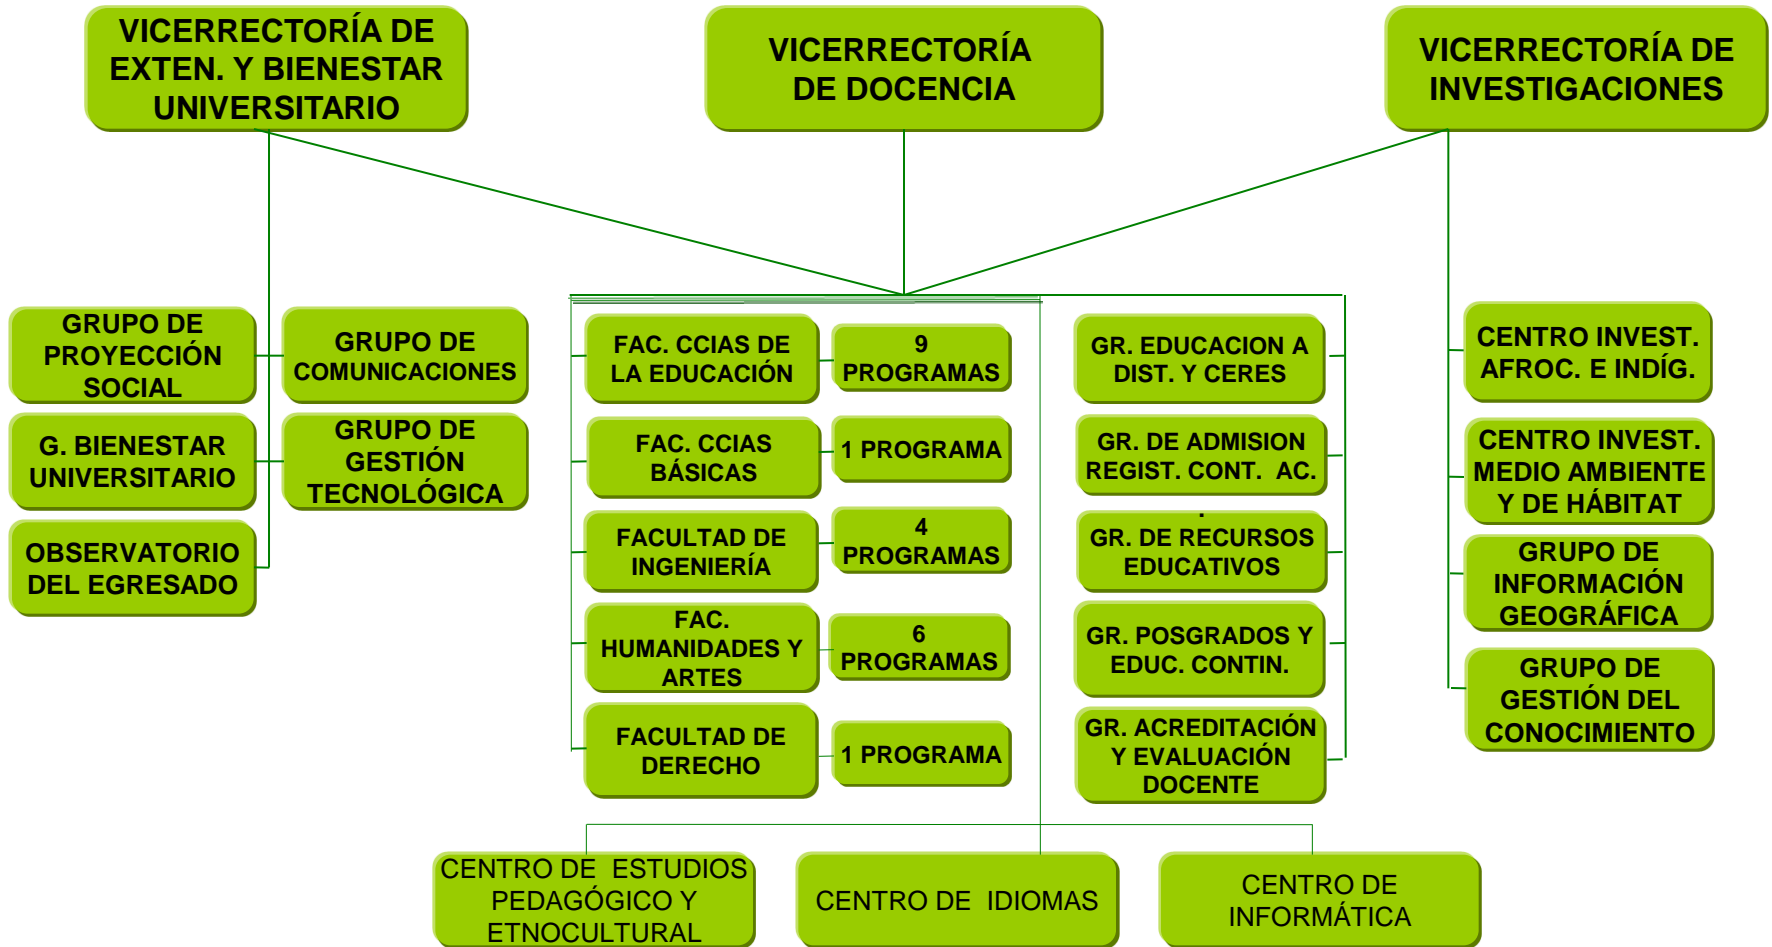 VICERRECTORÍA DE
EXTEN. Y BIENESTAR
UNIVERSITARIO
VICERRECTORÍA
DE DOCENCIA
VICERRECTORÍA DE
INVESTIGACIONES
GRUPO DE
PROYECCIÓN
SOCIAL
GRUPO DE
COMUNICACIONES
G. BIENESTAR
UNIVERSITARIO
GRUPO DE
GESTIÓN
TECNOLÓGICA
OBSERVATORIO
DEL EGRESADO
FAC. CCIAS DE
LA EDUCACIÓN
9
PROGRAMAS
FAC. CCIAS
BÁSICAS
1 PROGRAMA
FACULTAD DE
INGENIERÍA
4
PROGRAMAS
FAC.
HUMANIDADES Y
ARTES
6
PROGRAMAS
FACULTAD DE
DERECHO
1 PROGRAMA
GR. EDUCACION A
DIST. Y CERES
GR. DE ADMISION
REGIST. CONT. AC.
.
GR. DE RECURSOS
EDUCATIVOS
GR. POSGRADOS Y
EDUC. CONTIN.
GR. ACREDITACIÓN
Y EVALUACIÓN
DOCENTE
CENTRO INVEST.
AFROC. E INDÍG.
CENTRO INVEST.
MEDIO AMBIENTE
Y DE HÁBITAT
GRUPO DE
INFORMACIÓN
GEOGRÁFICA
GRUPO DE
GESTIÓN DEL
CONOCIMIENTO
CENTRO DE ESTUDIOS
PEDAGÓGICO Y
ETNOCULTURAL
CENTRO DE IDIOMAS
CENTRO DE
INFORMÁTICA